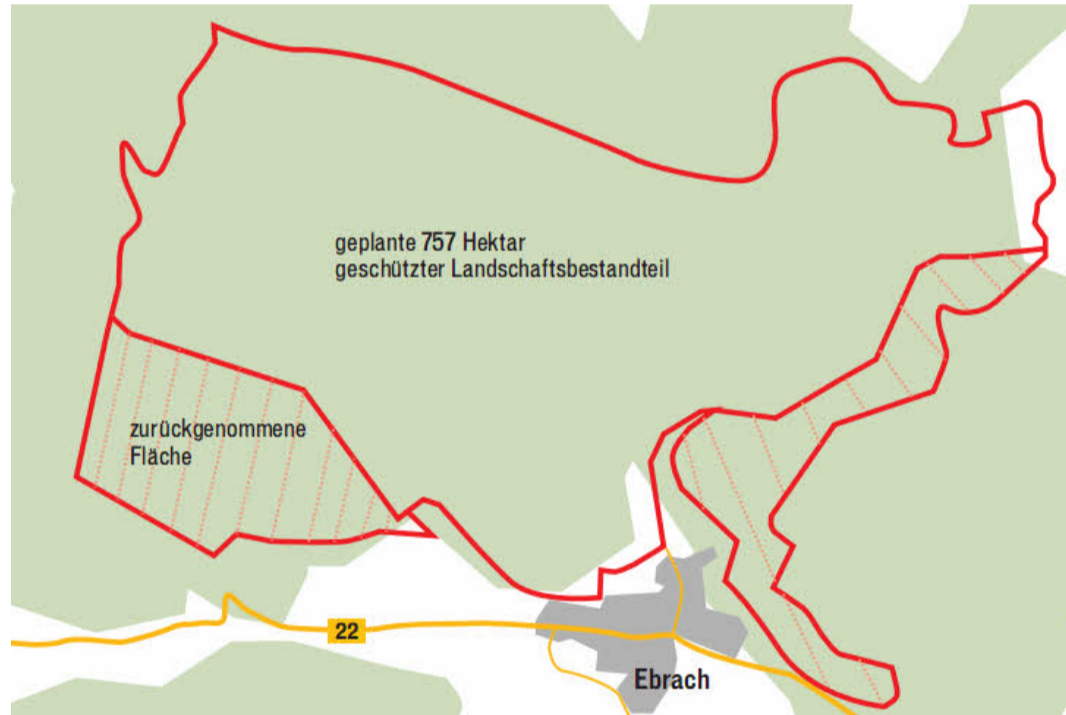 geplante 757 Hektar
geschützter Landschaftsbestandteil
zurückgenommene
Fläche
22
Ebrach